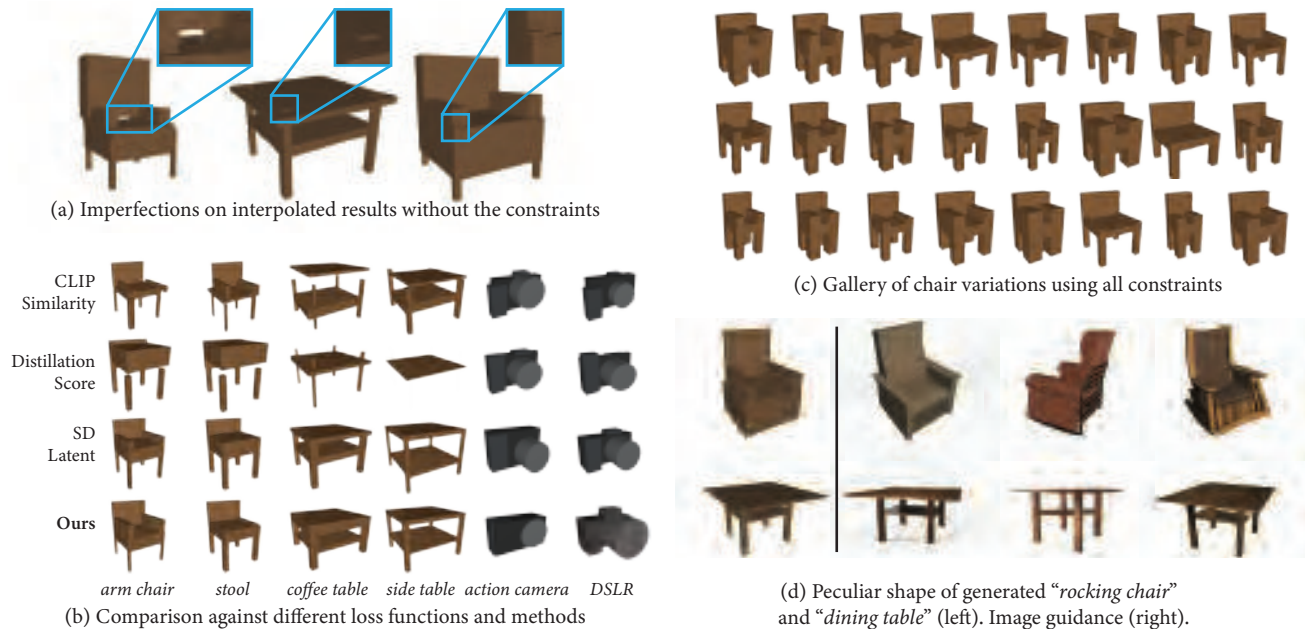 (a) Imperfections on interpolated results without the constraints
CLIP
Similarity
Distillation
Score
SD
Latent
Ours
arm chair
stool
coffee table
side table
action camera
DSLR
(b) Comparison against different loss functions and methods
(c) Gallery of chair variations using all constraints
(d) Peculiar shape of generated “rocking chair”
and “dining table” (left). Image guidance (right).